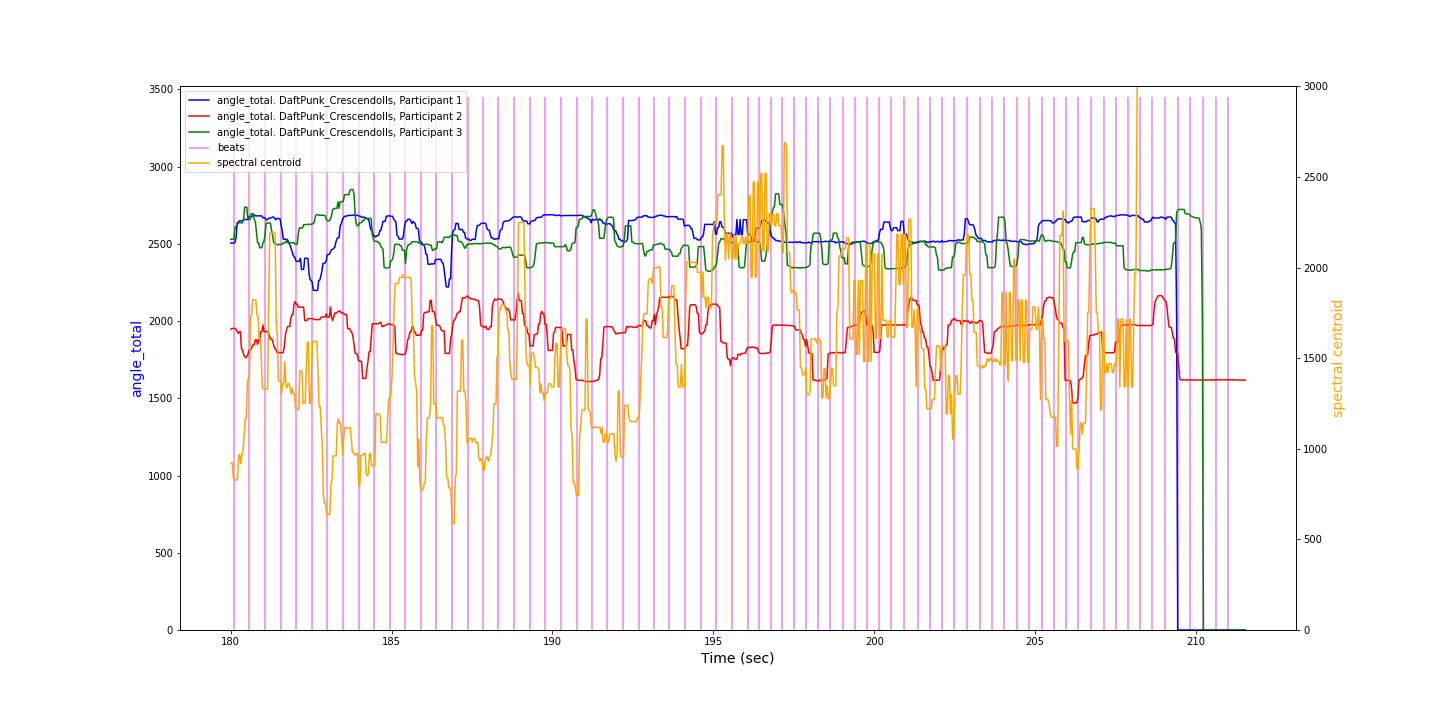 angle_total. DaftPunk_Crescendolls, Participant 1
angle_total. DaftPunk_Crescendolls, Participant 2
angle_total. DaftPunk_Crescendolls, Participant 3
beats
spectral centroid
3500
3000
2500
2000
1500
1000
500
0
angle_total
3000
2500
2000
1500
1000
500
0
spectral centroid
180 185 190 195 200 205 210
Time (sec)